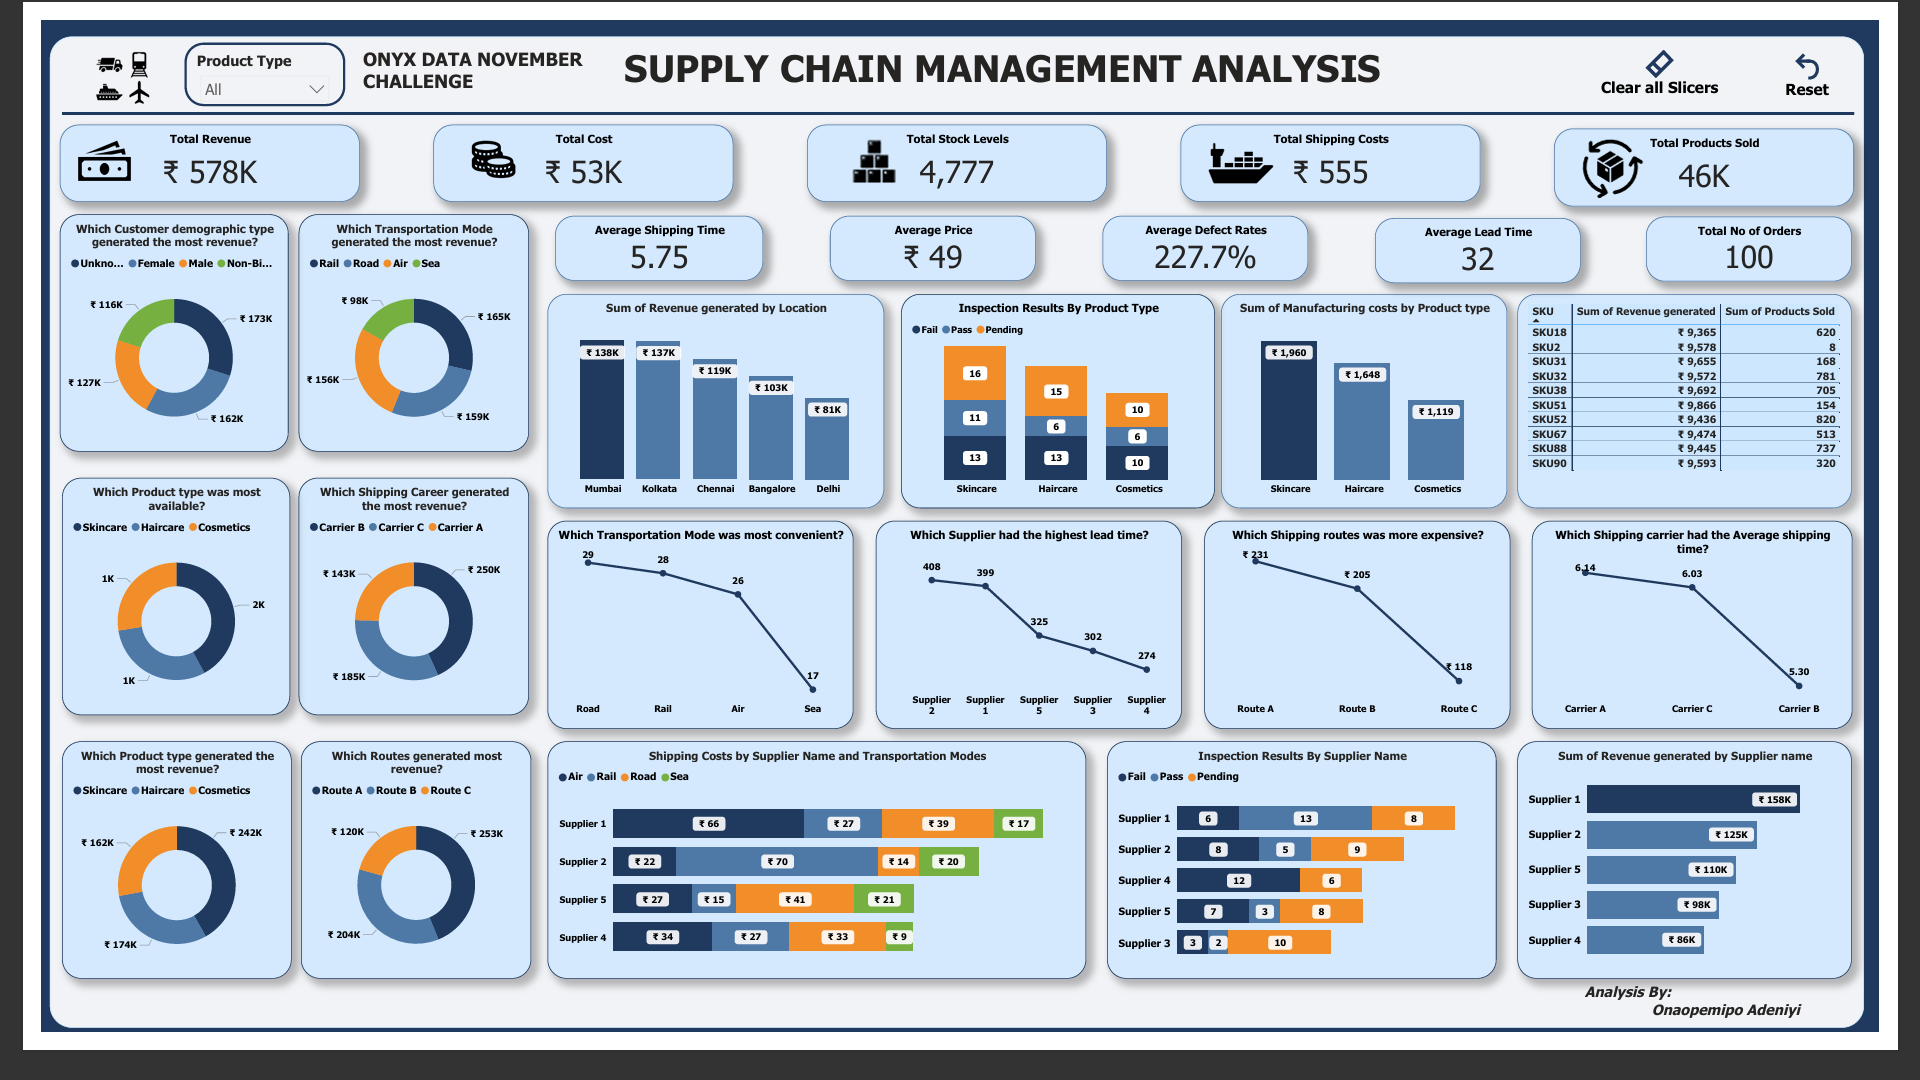 Product Type
All
ONYX DATA NOVEMBER
CHALLENGE
SUPPLY CHAIN MANAGEMENT ANALYSIS
Clear all Slicers
Reset
Total Revenue
₹ 578K
Total Cost
₹ 53K
Total Stock Levels
4,777
Total Shipping Costs
₹ 555
Total Products Sold
46K
Average Shipping Time
5.75
Average Price
₹ 49
Average Defect Rates
227.7%
Average Lead Time
32
Total No of Orders
100
Which Customer demographic type
generated the most revenue?
Unkno... Female Male Non-Bi...
₹ 116K
₹ 173K
₹ 127K
₹ 162K
Which Transportation Mode
generated the most revenue?
Rail Road Air Sea
₹ 98K
₹ 165K
₹ 156K
₹ 159K
Sum of Revenue generated by Location
₹ 138K ₹ 137K ₹ 119K ₹ 103K ₹ 81K
Mumbai Kolkata Chennai Bangalore Delhi
Inspection Results By Product Type
Fail Pass Pending
16 15 10
11 6 6
13 13 10
Skincare Haircare Cosmetics
Sum of Manufacturing costs by Product type
₹ 1,960 ₹ 1,648 ₹ 1,119
Skincare Haircare Cosmetics
SKU Sum of Revenue generated Sum of Products Sold
SKU18 ₹ 9,365 620
SKU2 ₹ 9,578 8
SKU31 ₹ 9,655 168
SKU32 ₹ 9,572 781
SKU38 ₹ 9,692 705
SKU51 ₹ 9,866 154
SKU52 ₹ 9,436 820
SKU67 ₹ 9,474 513
SKU88 ₹ 9,445 737
SKU90 ₹ 9,593 320
Which Product type was most
available?
Skincare Haircare Cosmetics
1K
2K
1K
Which Shipping Career generated
the most revenue?
Carrier B Carrier C Carrier A
₹ 143K
₹ 250K
₹ 185K
Which Transportation Mode was most convenient?
29 28 26 17
Road Rail Air Sea
Which Supplier had the highest lead time?
408 399 325 302 274
Supplier Supplier Supplier Supplier Supplier
2 1 5 3 4
Which Shipping routes was more expensive?
₹ 231 ₹ 205 ₹ 118
Route A Route B Route C
Which Shipping carrier had the Average shipping
time?
6.14 6.03 5.30
Carrier A Carrier C Carrier B
Which Product type generated the
most revenue?
Skincare Haircare Cosmetics
₹ 162K
₹ 242K
₹ 174K
Which Routes generated most
revenue?
Route A Route B Route C
₹ 120K
₹ 253K
₹ 204K
Shipping Costs by Supplier Name and Transportation Modes
Air Rail Road Sea
Supplier 1 ₹ 66 ₹ 27 ₹ 39 ₹ 17
Supplier 2 ₹ 22 ₹ 70 ₹ 14 ₹ 20
Supplier 5 ₹ 27 ₹ 15 ₹ 41 ₹ 21
Supplier 4 ₹ 34 ₹ 27 ₹ 33 ₹ 9
Inspection Results By Supplier Name
Fail Pass Pending
Supplier 1 6 13 8
Supplier 2 8 5 9
Supplier 4 12 6
Supplier 5 7 3 8
Supplier 3 3 2 10
Sum of Revenue generated by Supplier name
Supplier 1 ₹ 158K
Supplier 2 ₹ 125K
Supplier 5 ₹ 110K
Supplier 3 ₹ 98K
Supplier 4 ₹ 86K
Analysis By:
Onaopemipo Adeniyi